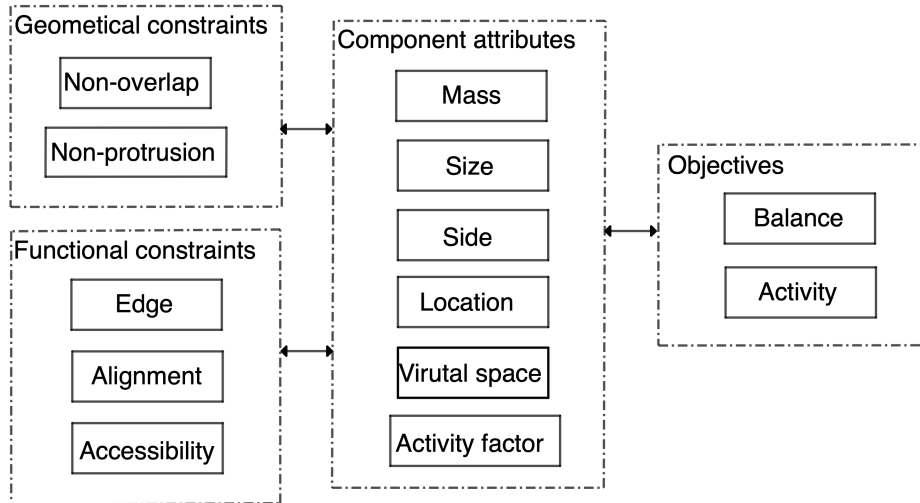 Geometical constraints
Non-overlap
Non-protrusion
Functional constraints
Edge
Alignment
Accessibility
Component attributes
Mass
Size
Side
Location
Virutal space
Activity factor
Objectives
Balance
Activity